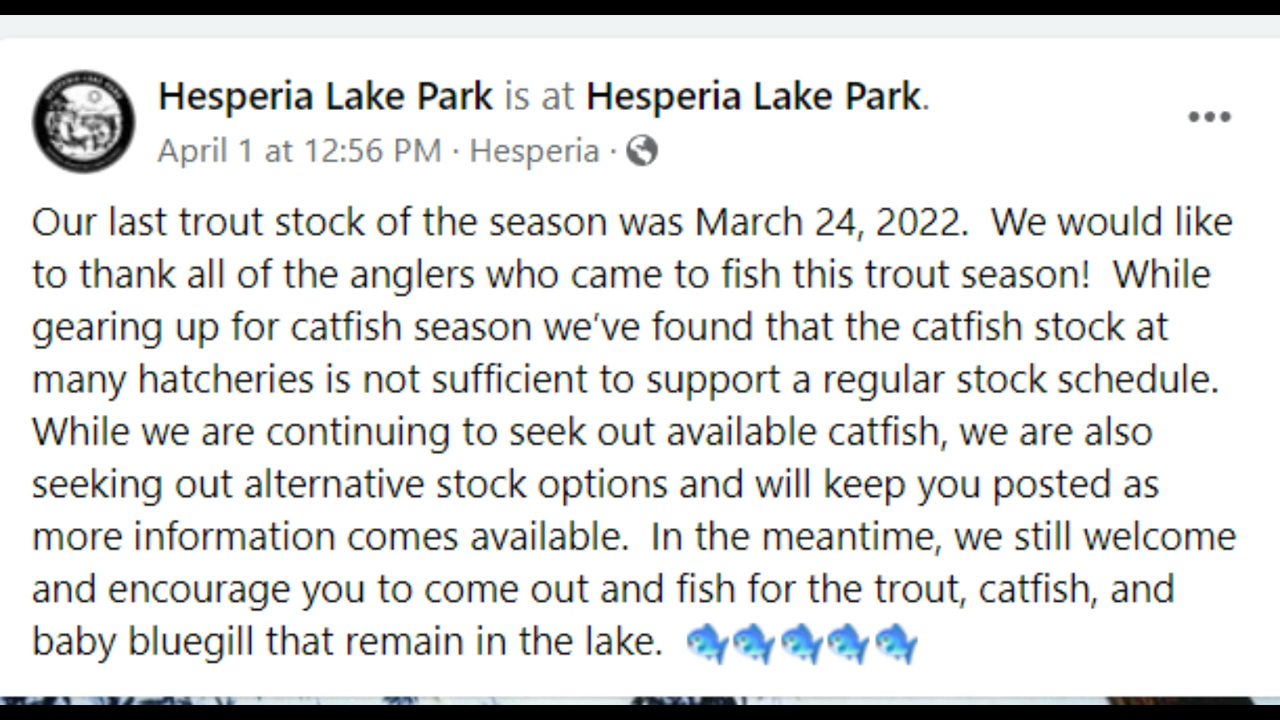 Hesperia Lake Park is at Hesperia Lake Park.
April 1 at 12:56 PM · Hesperia ·
Our last trout stock of the season was March 24, 2022.  We would like
to thank all of the anglers who came to fish this trout season!  While
gearing up for catfish season we’ve found that the catfish stock at
many hatcheries is not sufficient to support a regular stock schedule.
While we are continuing to seek out available catfish, we are also
seeking out alternative stock options and will keep you posted as
more information comes available.  In the meantime, we still welcome
and encourage you to come out and fish for the trout, catfish, and
baby bluegill that remain in the lake.  🐟🐟🐟🐟🐟